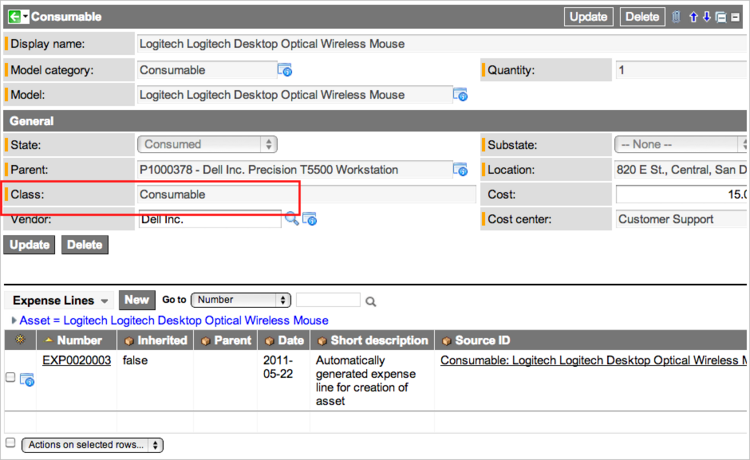 Consumable Update Delete
Display name: Logitech Logitech Desktop Optical Wireless Mouse
Model category: Consumable Quantity: 1
Model: Logitech Logitech Desktop Optical Wireless Mouse
General
State: Consumed Substate: -- None --
Parent: P1000378 - Dell Inc. Precision T5500 Workstation Location: 820 E St., Central, San D
Class: Consumable Cost: 15.0
Vendor: Dell Inc. Cost center: Customer Support
Update Delete
Expense Lines New Go to Number
Asset = Logitech Logitech Desktop Optical Wireless Mouse
Number Inherited Parent Date Short description Source ID
EXP0020003 false 2011- Automatically Consumable: Logitech Logitech Desktop Optical Wireless M
05-22 generated expense
line for creation of
asset
Actions on selected rows...